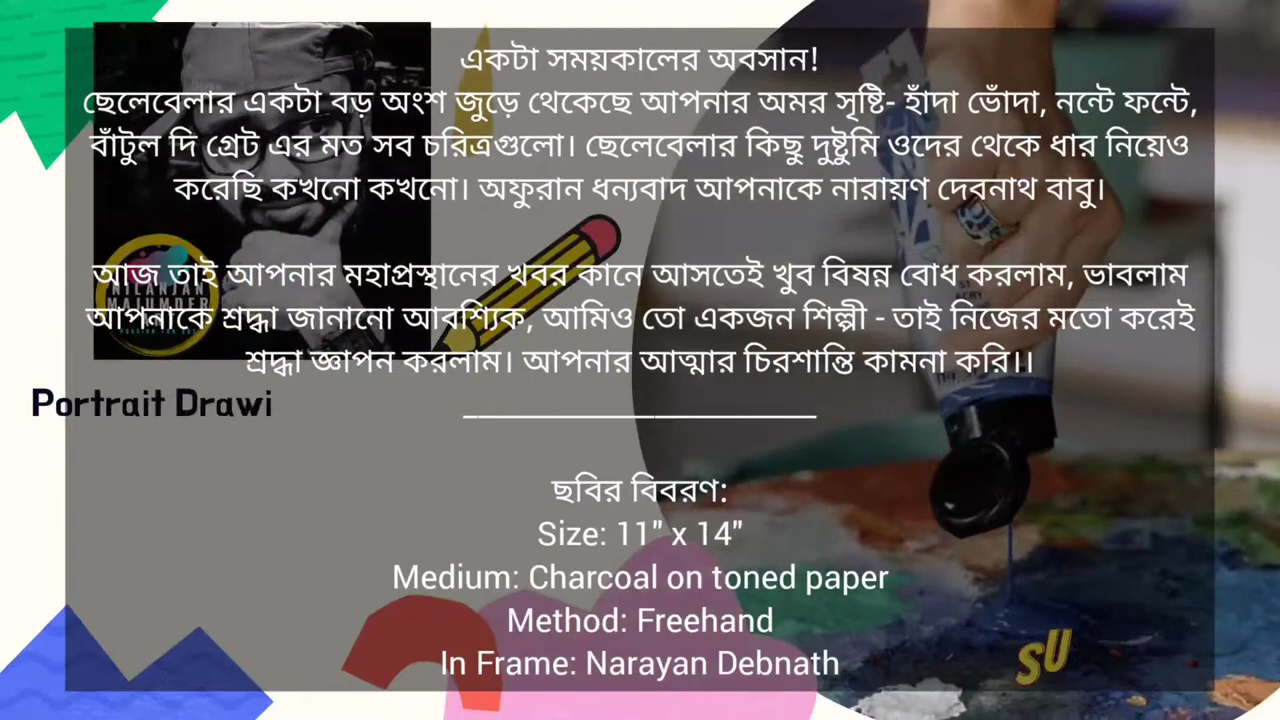 একটা সময়কালের অবসান!
ছেলেবেলার একটা বড় অংশ জুড়ে থেকেছে আপনার অমর সৃষ্টি- হাঁদা ভোঁদা, নন্টে ফন্টে,
বাঁটুল দি গ্রেট এর মত সব চরিত্রগুলো। ছেলেবেলার কিছু দুষ্টুমি ওদের থেকে ধার নিয়েও
করেছি কখনো কখনো। অফুরান ধন্যবাদ আপনাকে নারায়ণ দেবনাথ বাবু।
আজ তাই আপনার মহাপ্রস্থানের খবর কানে আসতেই খুব বিষন্ন বোধ করলাম, ভাবলাম
আপনাকে শ্রদ্ধা জানানো আবশ্যিক, আমিও তো একজন শিল্পী - তাই নিজের মতো করেই
শ্রদ্ধা জ্ঞাপন করলাম। আপনার আত্মার চিরশান্তি কামনা করি।।
NILANJAN
MAJUMDER
Portrait Drawi
ছবির বিবরণ:
Size: 11" x 14"
Medium: Charcoal on toned paper
Method: Freehand
In Frame: Narayan Debnath
SU